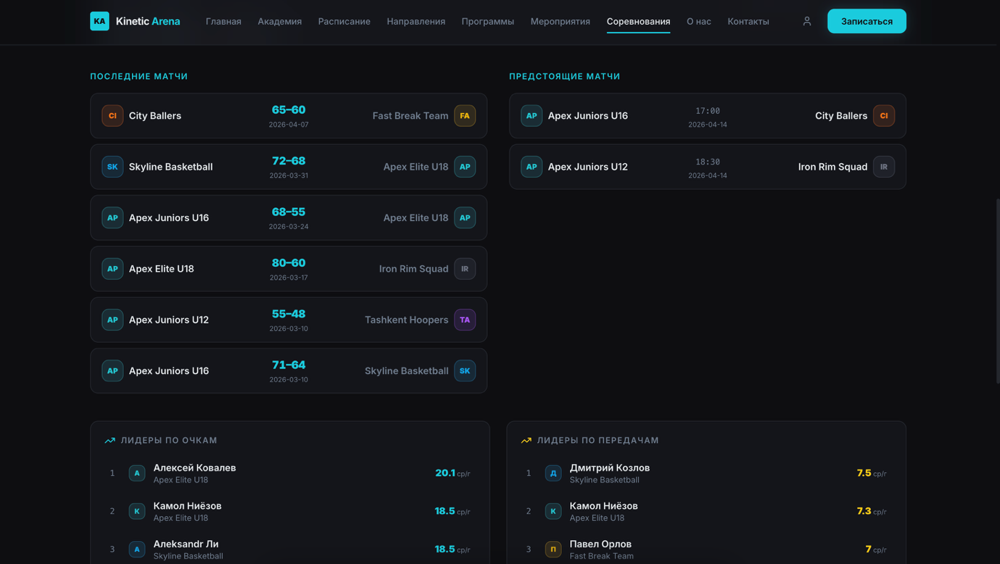 KA Kinetic Arena Главная Академия Расписание Направления Программы Мероприятия Соревнования О нас Контакты Записаться
ПОСЛЕДНИЕ МАТЧИ
CI City Ballers 65–60 Fast Break Team FA
2026-04-07
SK Skyline Basketball 72–68 Apex Elite U18 AP
2026-03-31
AP Apex Juniors U16 68–55 Apex Elite U18 AP
2026-03-24
AP Apex Elite U18 80–60 Iron Rim Squad IR
2026-03-17
AP Apex Juniors U12 55–48 Tashkent Hoopers TA
2026-03-10
AP Apex Juniors U16 71–64 Skyline Basketball SK
2026-03-10
ПРЕДСТОЯЩИЕ МАТЧИ
AP Apex Juniors U16 17:00 City Ballers CI
2026-04-14
AP Apex Juniors U12 18:30 Iron Rim Squad IR
2026-04-14
ЛИДЕРЫ ПО ОЧКАМ
1 А Алексей Ковалев 20.1 ср/г
Apex Elite U18
2 К Камол Ниёзов 18.5 ср/г
Apex Elite U18
3 А Алеksandr Ли 18.5 ср/г
Skyline Basketball
ЛИДЕРЫ ПО ПЕРЕДАЧАМ
1 Д Дмитрий Козлов 7.5 ср/г
Skyline Basketball
2 К Камол Ниёзов 7.3 ср/г
Apex Elite U18
3 П Павел Орлов 7 ср/г
Fast Break Team